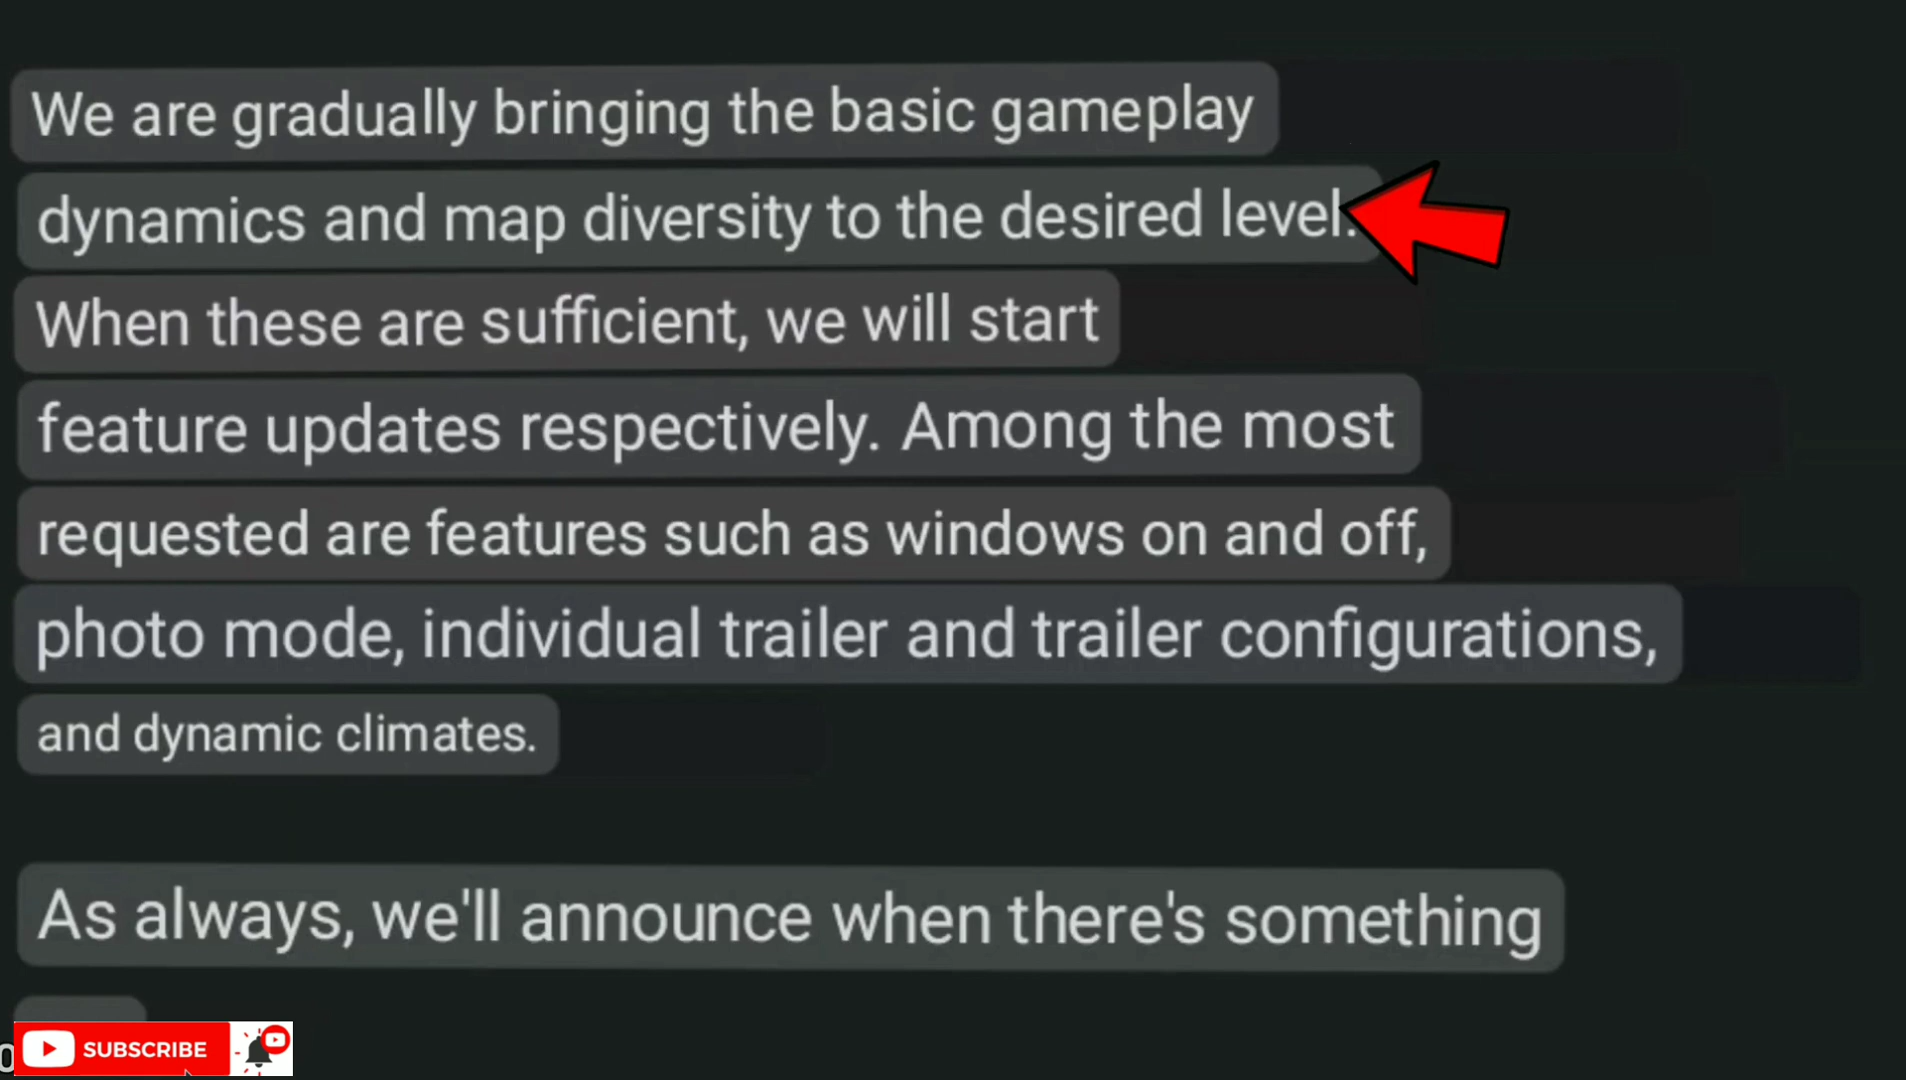 We are gradually bringing the basic gameplay
dynamics and map diversity to the desired level.
When these are sufficient, we will start
feature updates respectively. Among the most
requested are features such as windows on and off,
photo mode, individual trailer and trailer configurations,
and dynamic climates.
As always, we'll announce when there's something
SUBSCRIBE